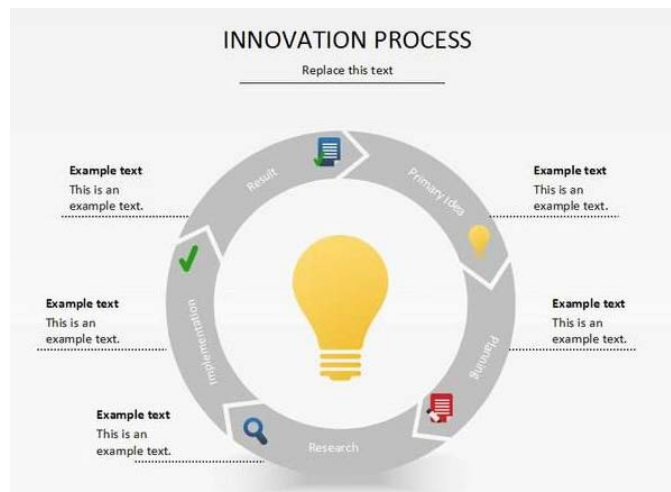 INNOVATION PROCESS
Replace this text
Result
Primary Idea
Planning
Research
Implementation
Example text
This is an
example text.
Example text
This is an
example text.
Example text
This is an
example text.
Example text
This is an
example text.
Example text
This is an
example text.